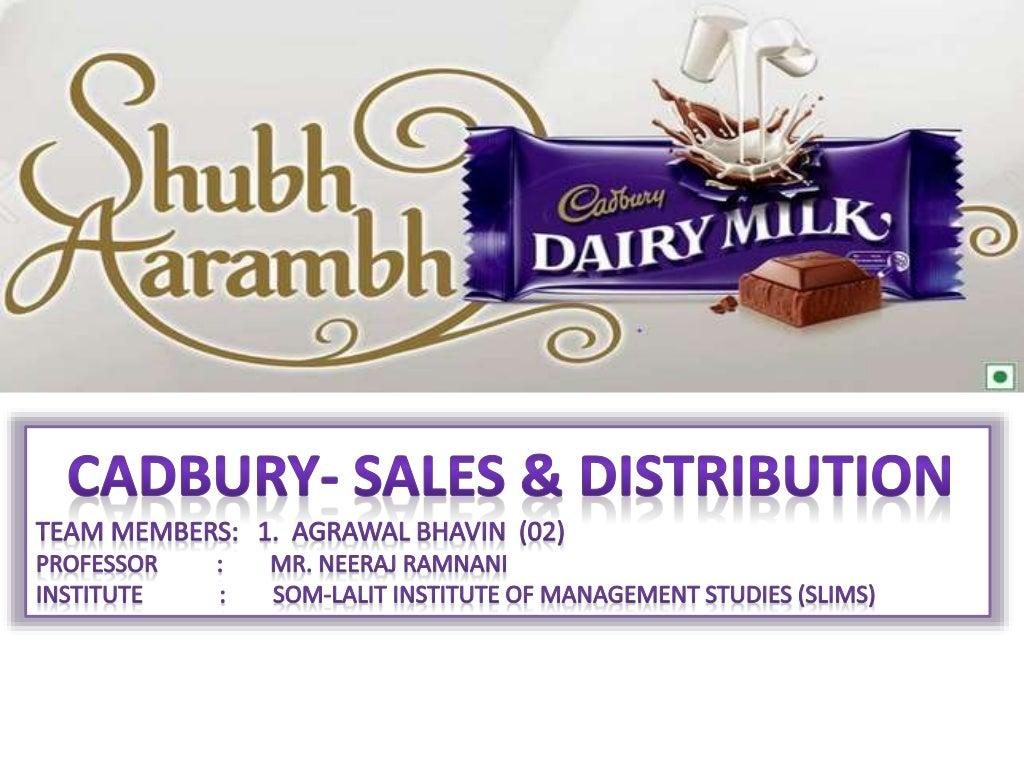 Shubh
Aarambh
Cadbury
DAIRY MILK
CADBURY- SALES & DISTRIBUTION
TEAM MEMBERS: 1. AGRAWAL BHAVIN (02)
PROFESSOR : MR. NEERAJ RAMNANI
INSTITUTE : SOM-LALIT INSTITUTE OF MANAGEMENT STUDIES (SLIMS)